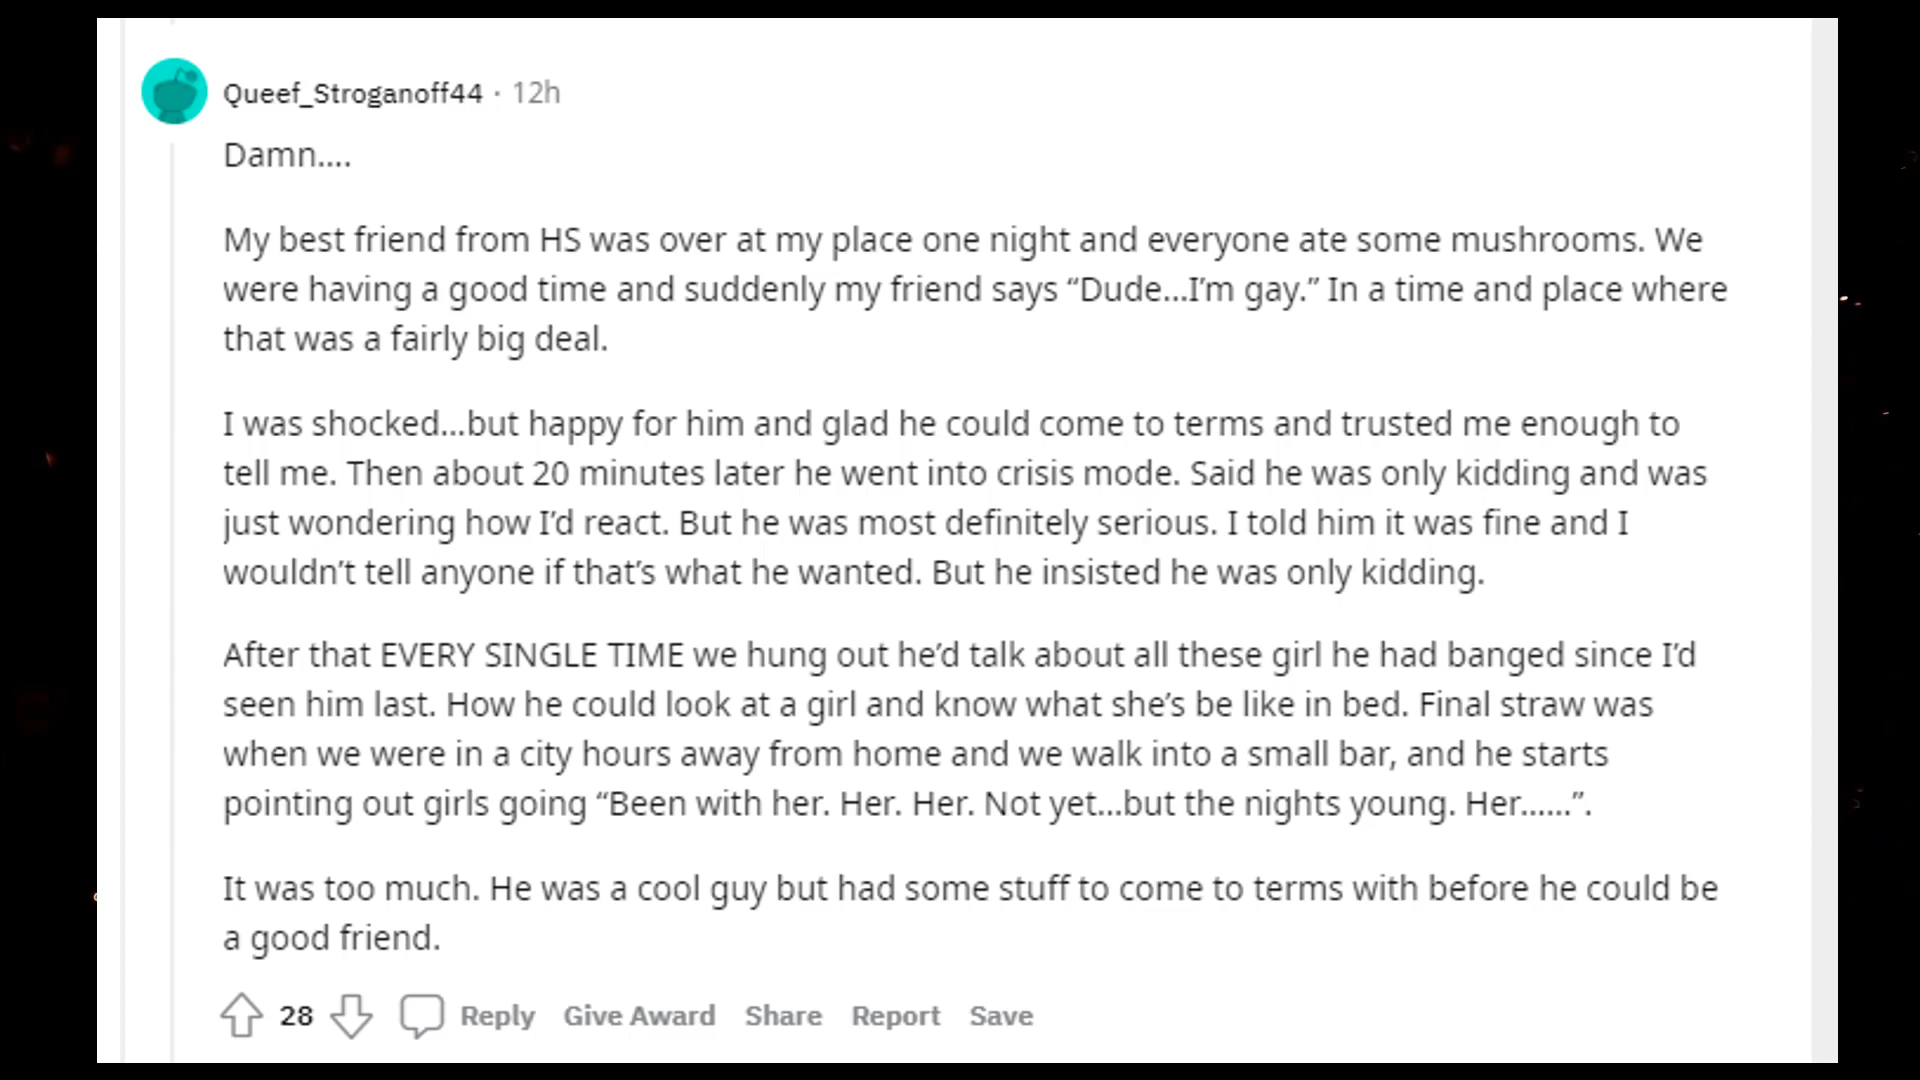 Queef_Stroganoff44 · 12h
Damn....
My best friend from HS was over at my place one night and everyone ate some mushrooms. We
were having a good time and suddenly my friend says “Dude...I’m gay.” In a time and place where
that was a fairly big deal.
I was shocked...but happy for him and glad he could come to terms and trusted me enough to
tell me. Then about 20 minutes later he went into crisis mode. Said he was only kidding and was
just wondering how I’d react. But he was most definitely serious. I told him it was fine and I
wouldn’t tell anyone if that’s what he wanted. But he insisted he was only kidding.
After that EVERY SINGLE TIME we hung out he’d talk about all these girl he had banged since I’d
seen him last. How he could look at a girl and know what she’s be like in bed. Final straw was
when we were in a city hours away from home and we walk into a small bar, and he starts
pointing out girls going “Been with her. Her. Her. Not yet...but the nights young. Her......”.
It was too much. He was a cool guy but had some stuff to come to terms with before he could be
a good friend.
28 Reply Give Award Share Report Save